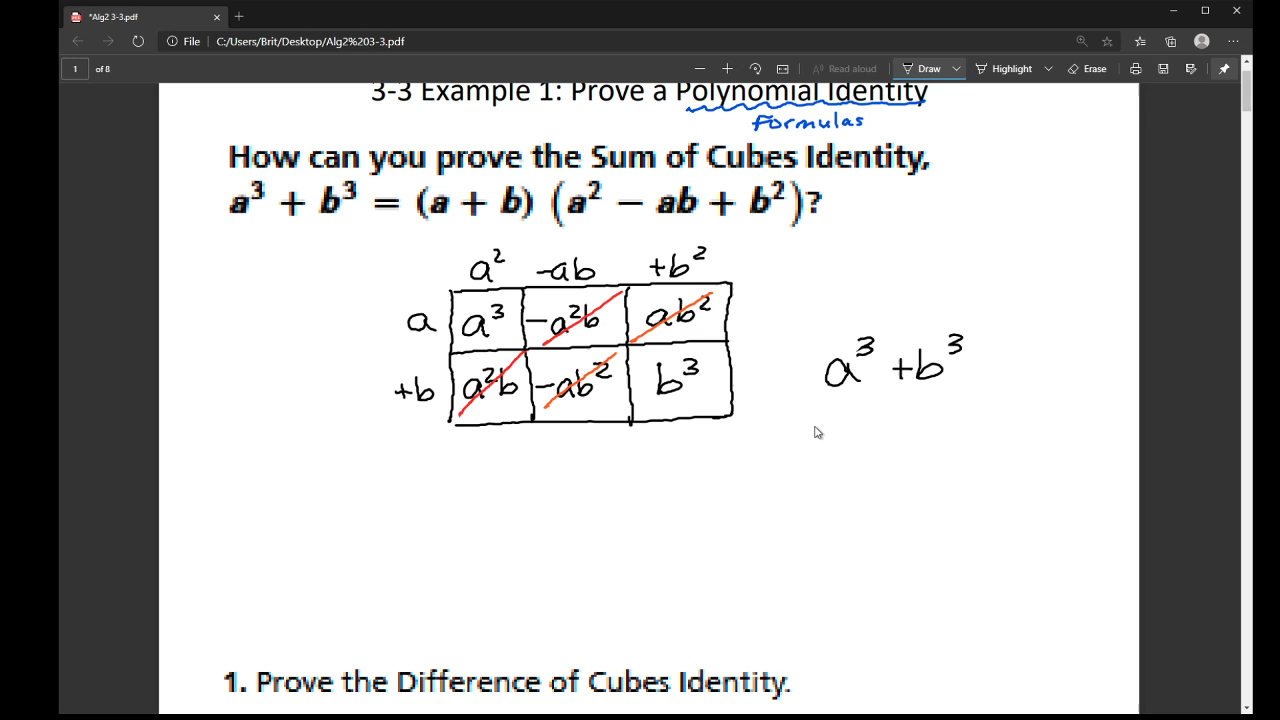 *Alg2 3-3.pdf
File C:/Users/Brit/Desktop/Alg2%203-3.pdf
1 of 8 Read aloud Draw Highlight Erase
3-3 Example 1: Prove a Polynomial Identity
formulas
How can you prove the Sum of Cubes Identity,
a³ + b³ = (a + b) (a² − ab + b²)?
a² -ab +b²
a a³ -a²b ab²
+b a²b -ab² b³
a³ +b³
1. Prove the Difference of Cubes Identity.